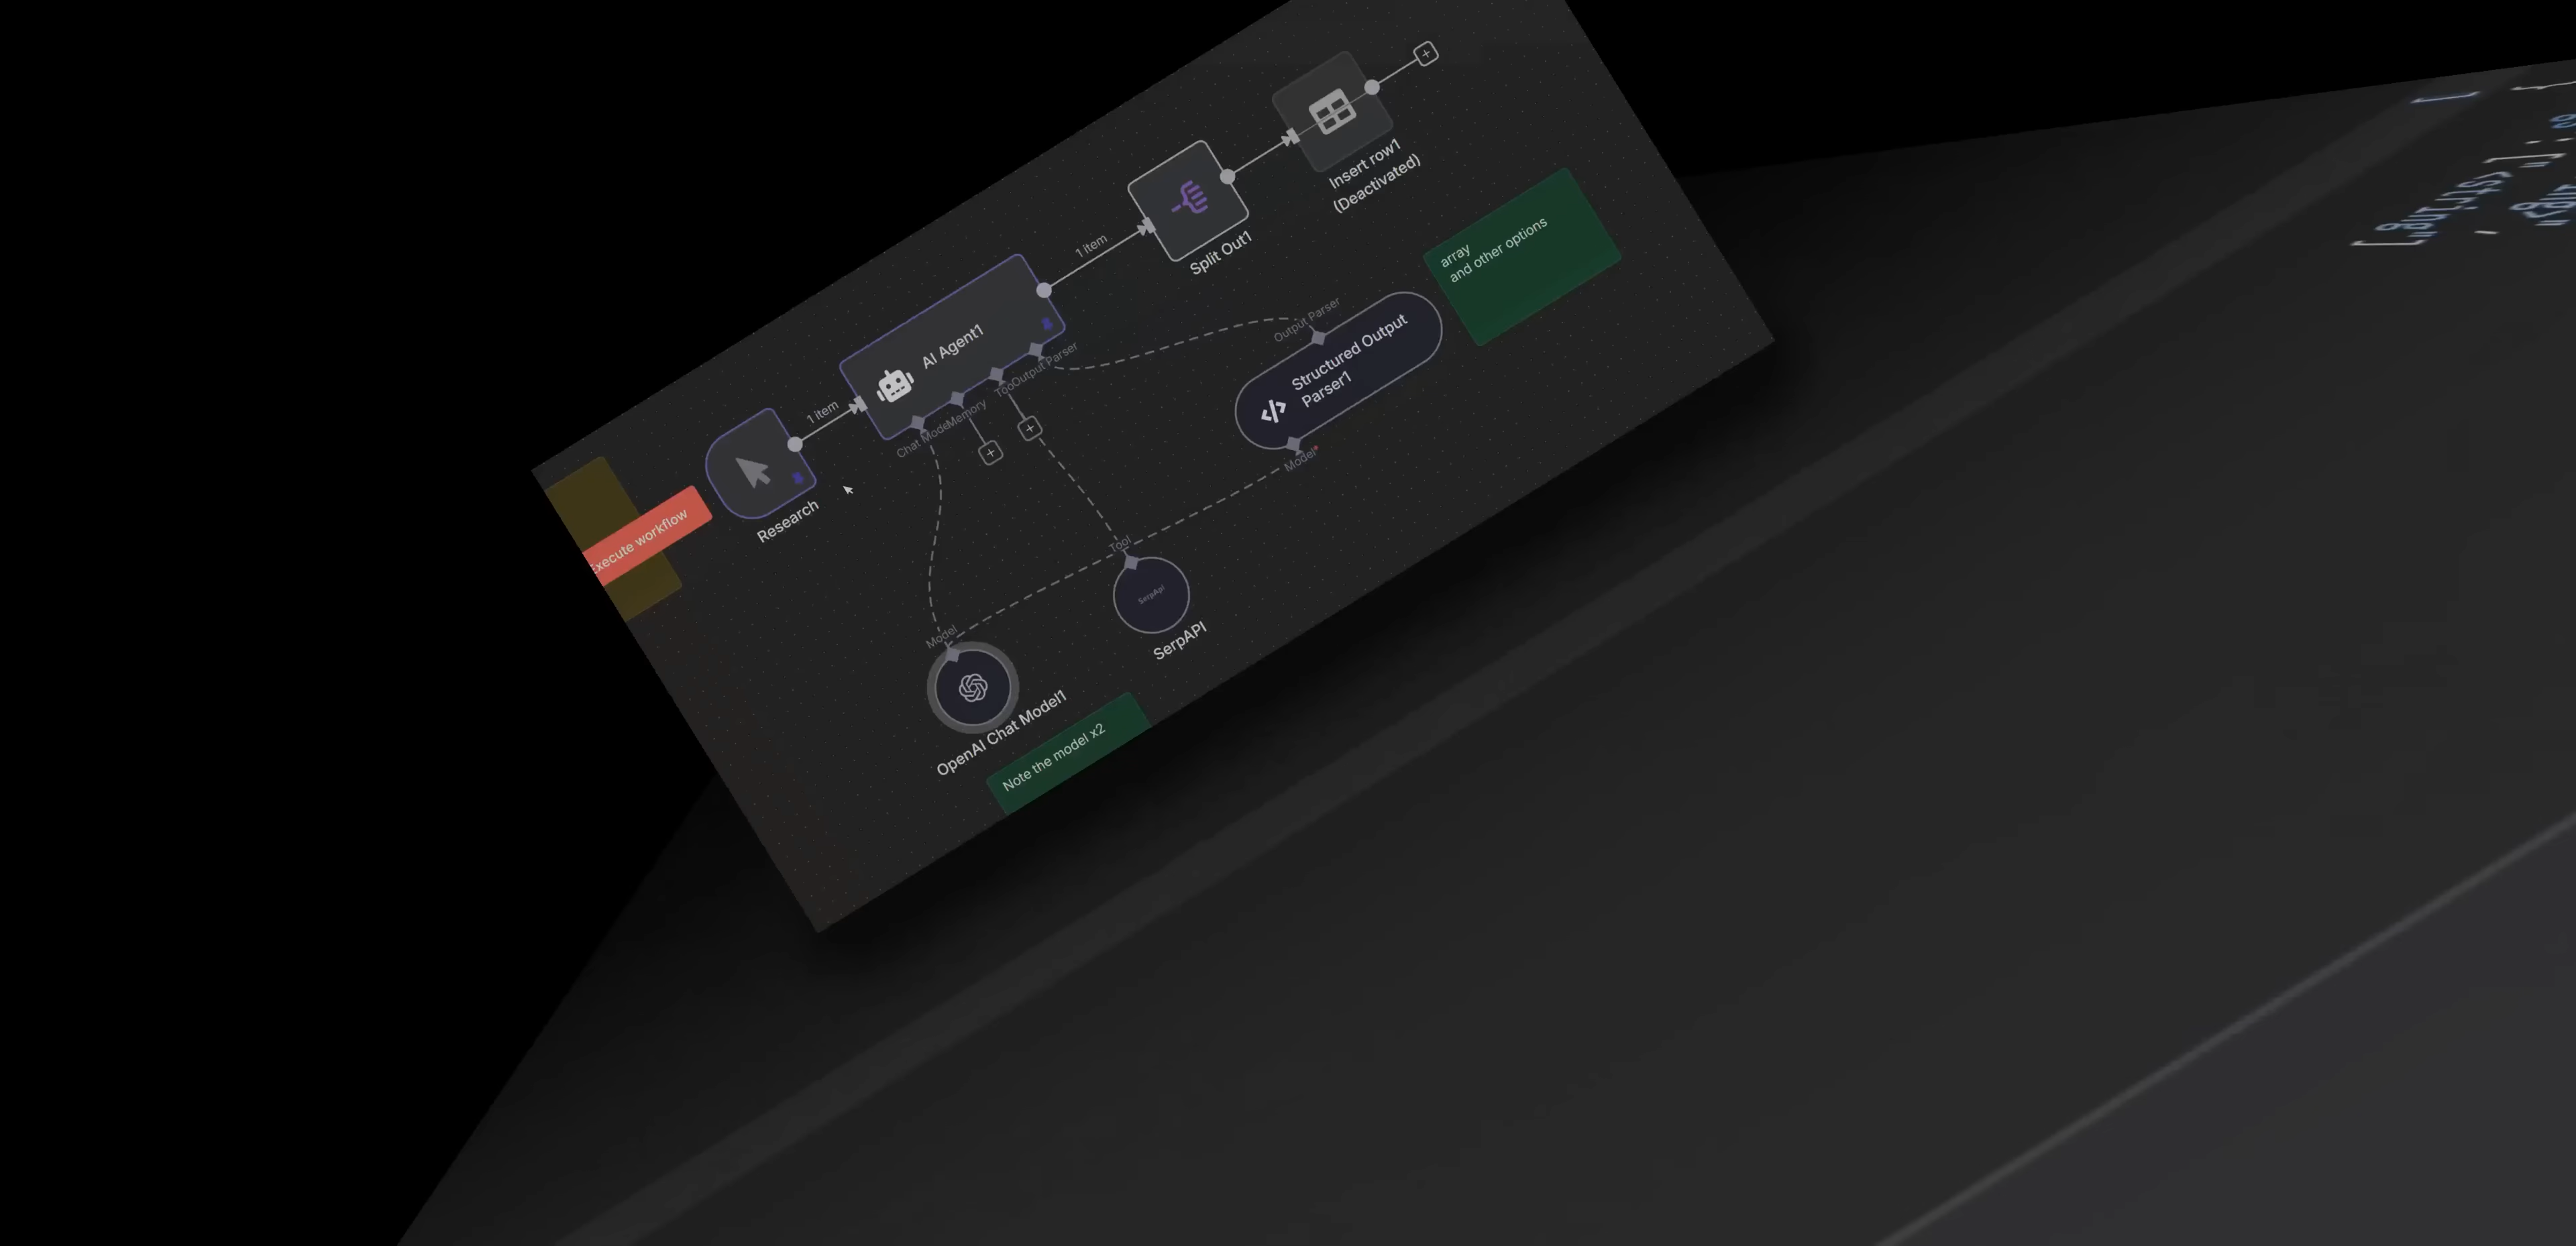 Insert row1
(Deactivated)
Split Out1
1 item
array
and other options
AI Agent1
Output Parser
Structured Output
Parser1
Model*
1 item
Chat Model
Memory
Tool
Output Parser
Research
Execute workflow
Tool
SerpApi
SerpAPI
Model
OpenAI Chat Model1
Note the model x2